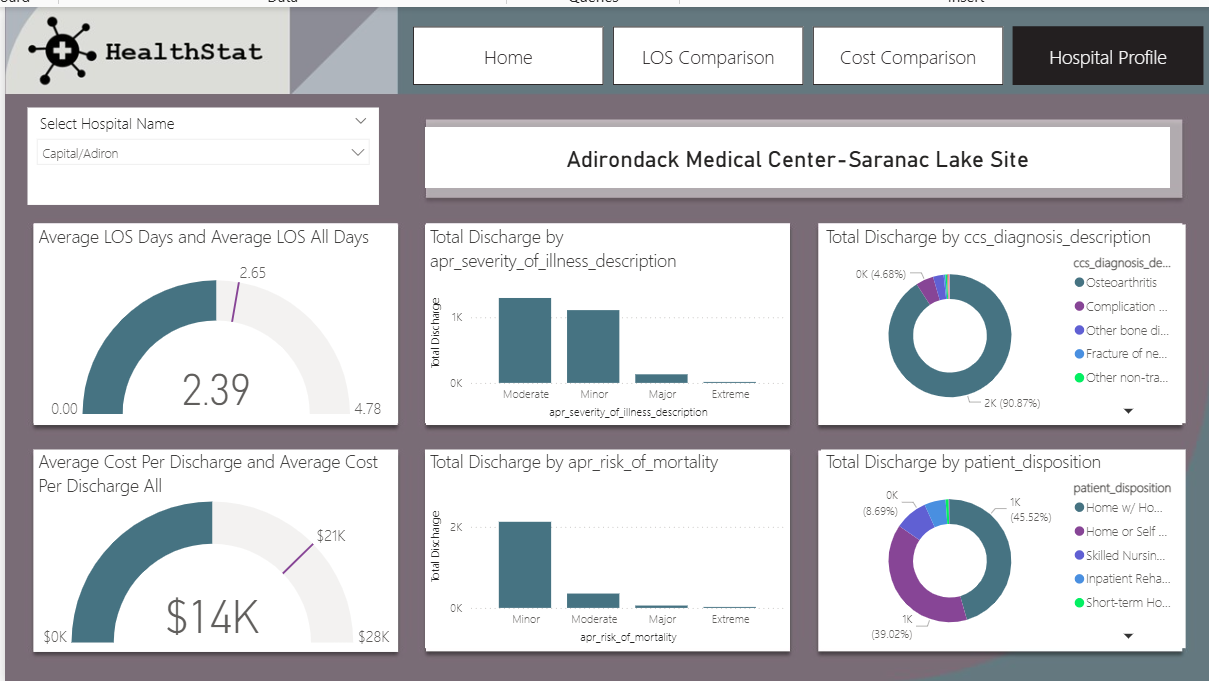 Data
Queries
Insert
HealthStat
Home
LOS Comparison
Cost Comparison
Hospital Profile
Select Hospital Name
Capital/Adiron
Adirondack Medical Center-Saranac Lake Site
Average LOS Days and Average LOS All Days
2.65
2.39
0.00
4.78
Total Discharge by
apr_severity_of_illness_description
Total Discharge
1K
0K
Moderate
Minor
Major
Extreme
apr_severity_of_illness_description
Total Discharge by ccs_diagnosis_description
0K (4.68%)
2K (90.87%)
ccs_diagnosis_de...
Osteoarthritis
Complication ...
Other bone di...
Fracture of ne...
Other non-tra...
Average Cost Per Discharge and Average Cost
Per Discharge All
$21K
$14K
$0K
$28K
Total Discharge by apr_risk_of_mortality
Total Discharge
2K
0K
Minor
Moderate
Major
Extreme
apr_risk_of_mortality
Total Discharge by patient_disposition
0K
(8.69%)
1K
(45.52%)
1K
(39.02%)
patient_disposition
Home w/ Ho...
Home or Self ...
Skilled Nursin...
Inpatient Reha...
Short-term Ho...